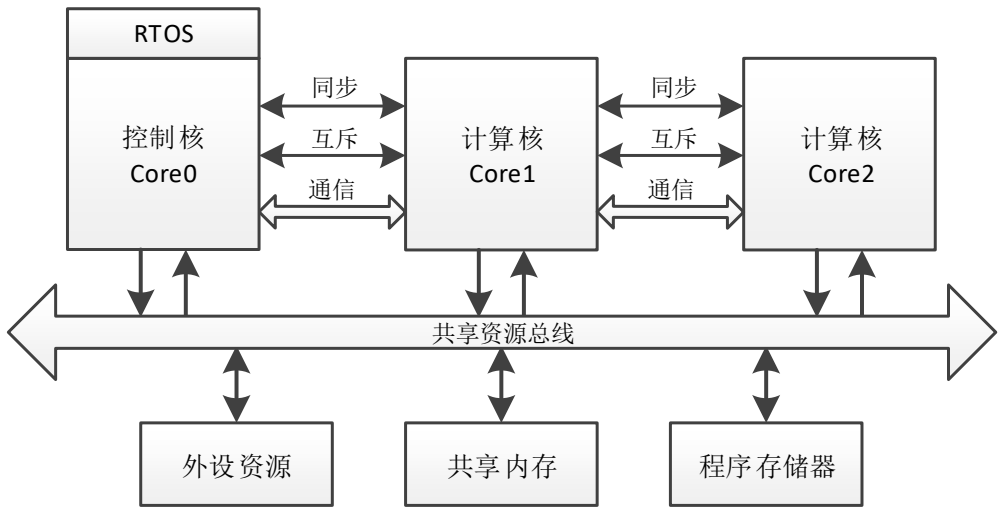 RTOS
控制核
Core0
同步
互斥
通信
计算核
Core1
同步
互斥
通信
计算核
Core2
共享资源总线
外设资源
共享内存
程序存储器